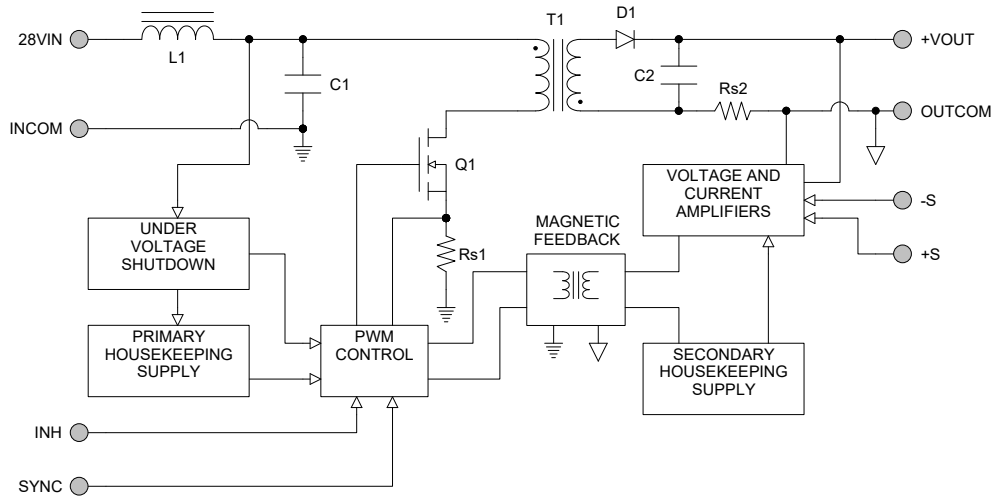 T1
D1
28VIN
+VOUT
L1
C1
C2
Rs2
INCOM
OUTCOM
Q1
VOLTAGE AND
CURRENT
AMPLIFIERS
-S
+S
UNDER
VOLTAGE
SHUTDOWN
MAGNETIC
FEEDBACK
Rs1
PRIMARY
HOUSEKEEPING
SUPPLY
PWM
CONTROL
SECONDARY
HOUSEKEEPING
SUPPLY
INH
SYNC